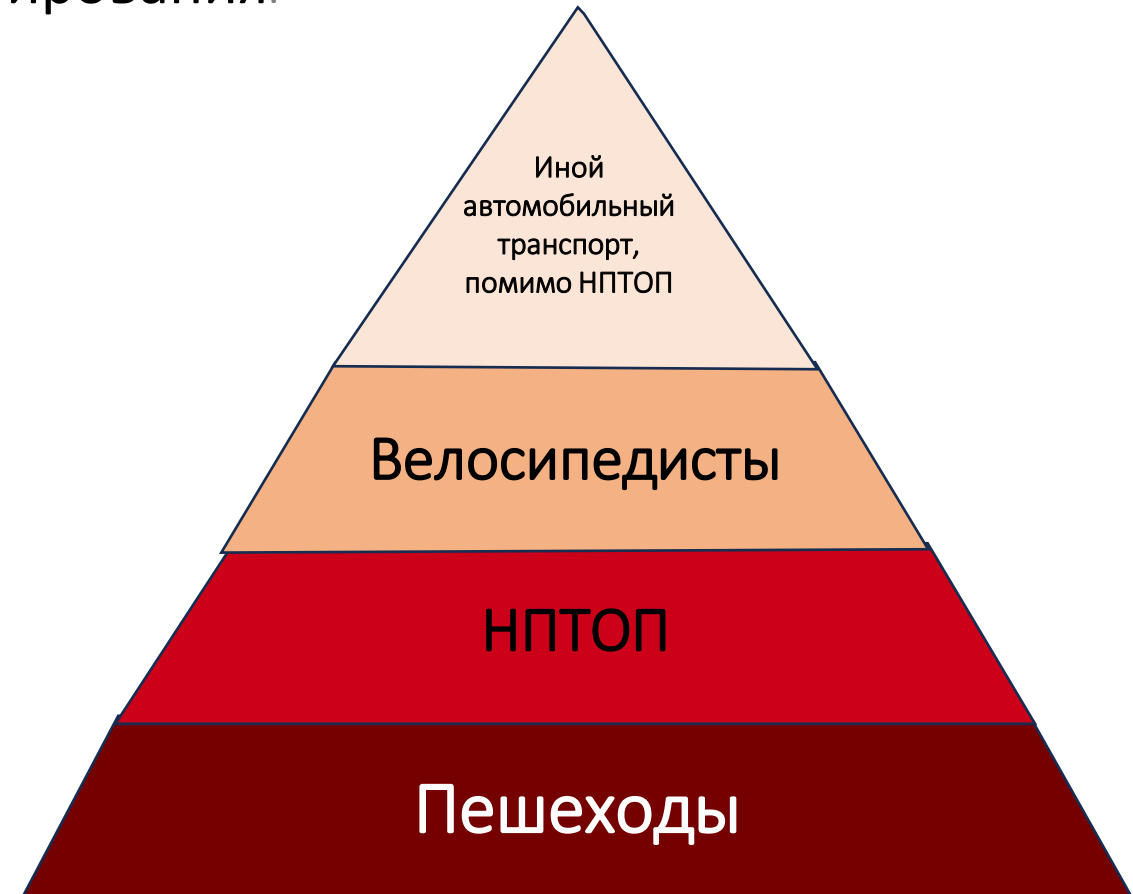 Иной
автомобильный
транспорт,
помимо НПТОП
Велосипедисты
НПТОП
Пешеходы